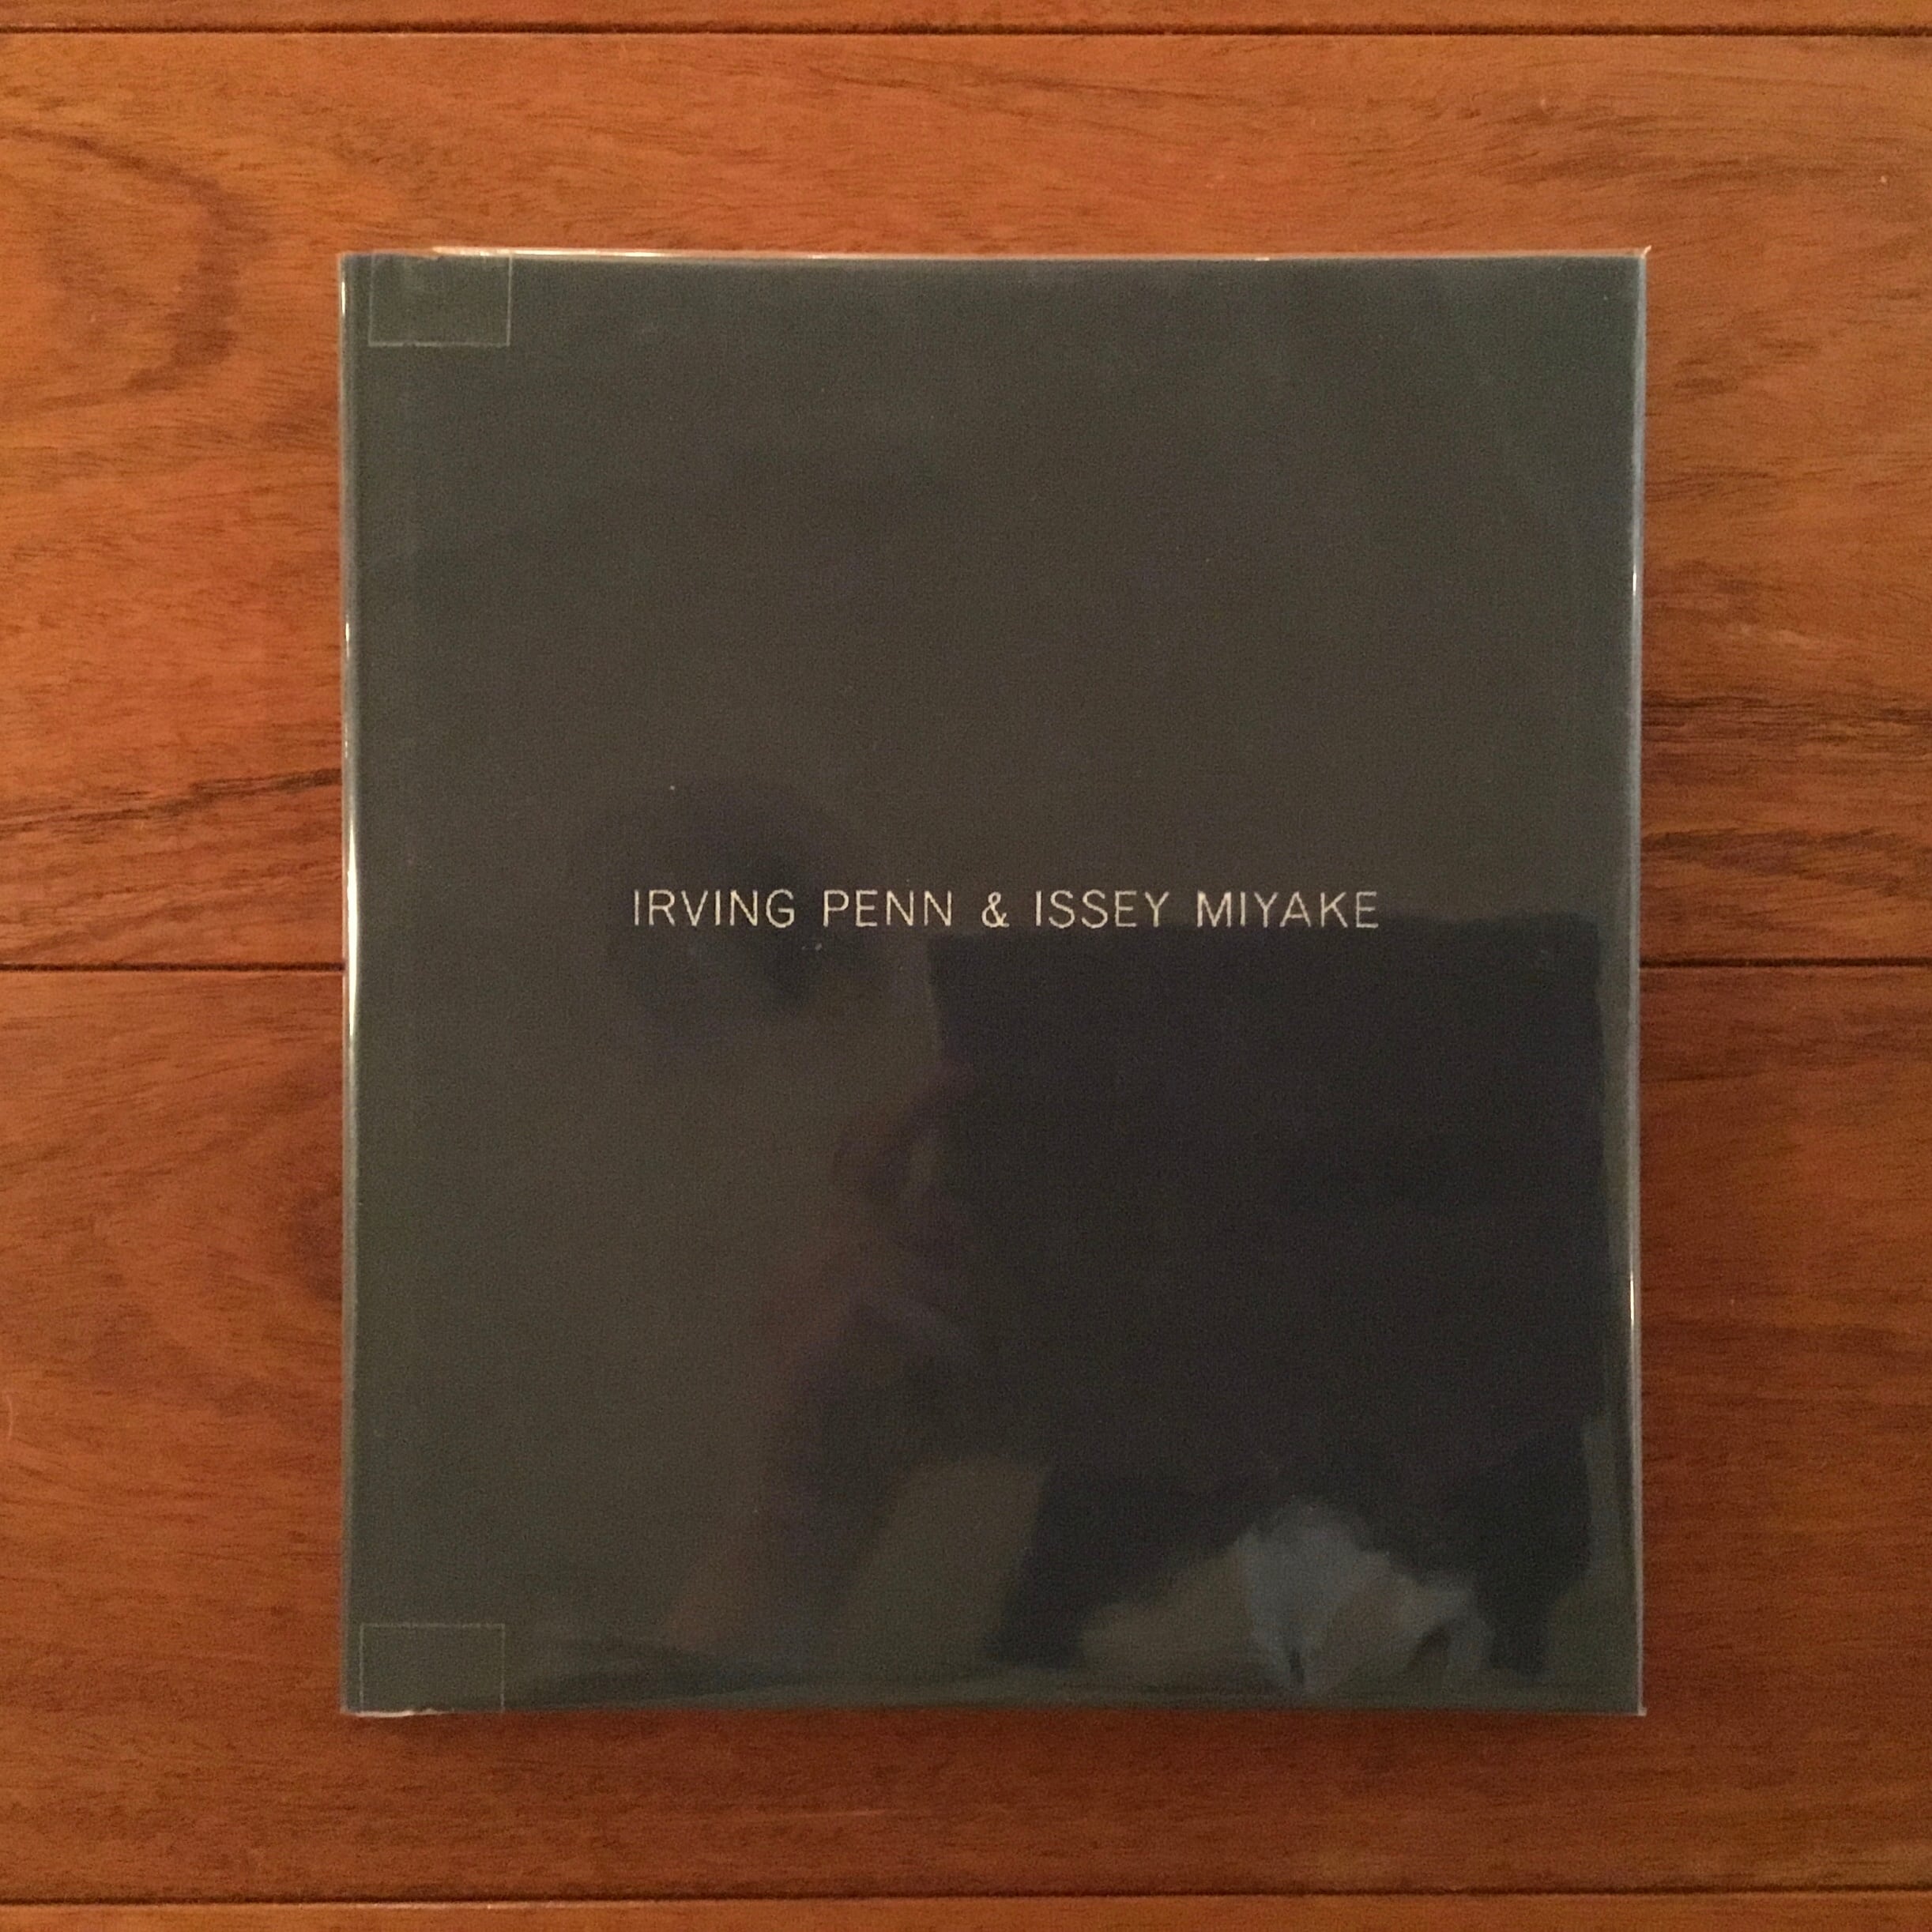 IRVING PENN & ISSEY MIYAKE